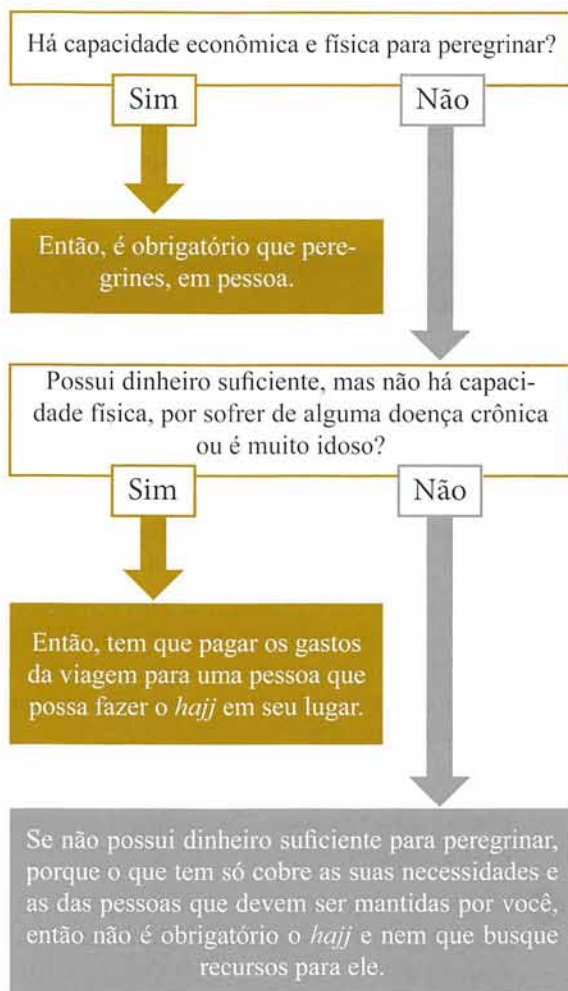 Há capacidade econômica e física para peregrinar?
Sim
Não
Então, é obrigatório que pere-
grines, em pessoa.
Possui dinheiro suficiente, mas não há capaci-
dade física, por sofrer de alguma doença crônica
ou é muito idoso?
Sim
Não
Então, tem que pagar os gastos
da viagem para uma pessoa que
possa fazer o hajj em seu lugar.
Se não possui dinheiro suficiente para peregrinar,
porque o que tem só cobre as suas necessidades e
as das pessoas que devem ser mantidas por você,
então não é obrigatório o hajj e nem que busque
recursos para ele.